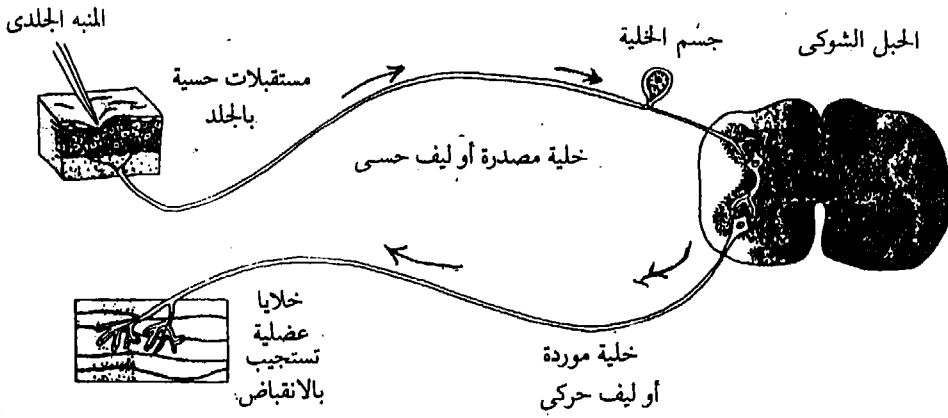 المنبه الجلدى
مستقبلات حسية
بالجلد
جسم الخلية
الحبل الشوكى
خلية مصدرة أو ليف حسى
خلايا
عضلية
تستجيب
بالانقباض
خلية موردة
أو ليف حركى